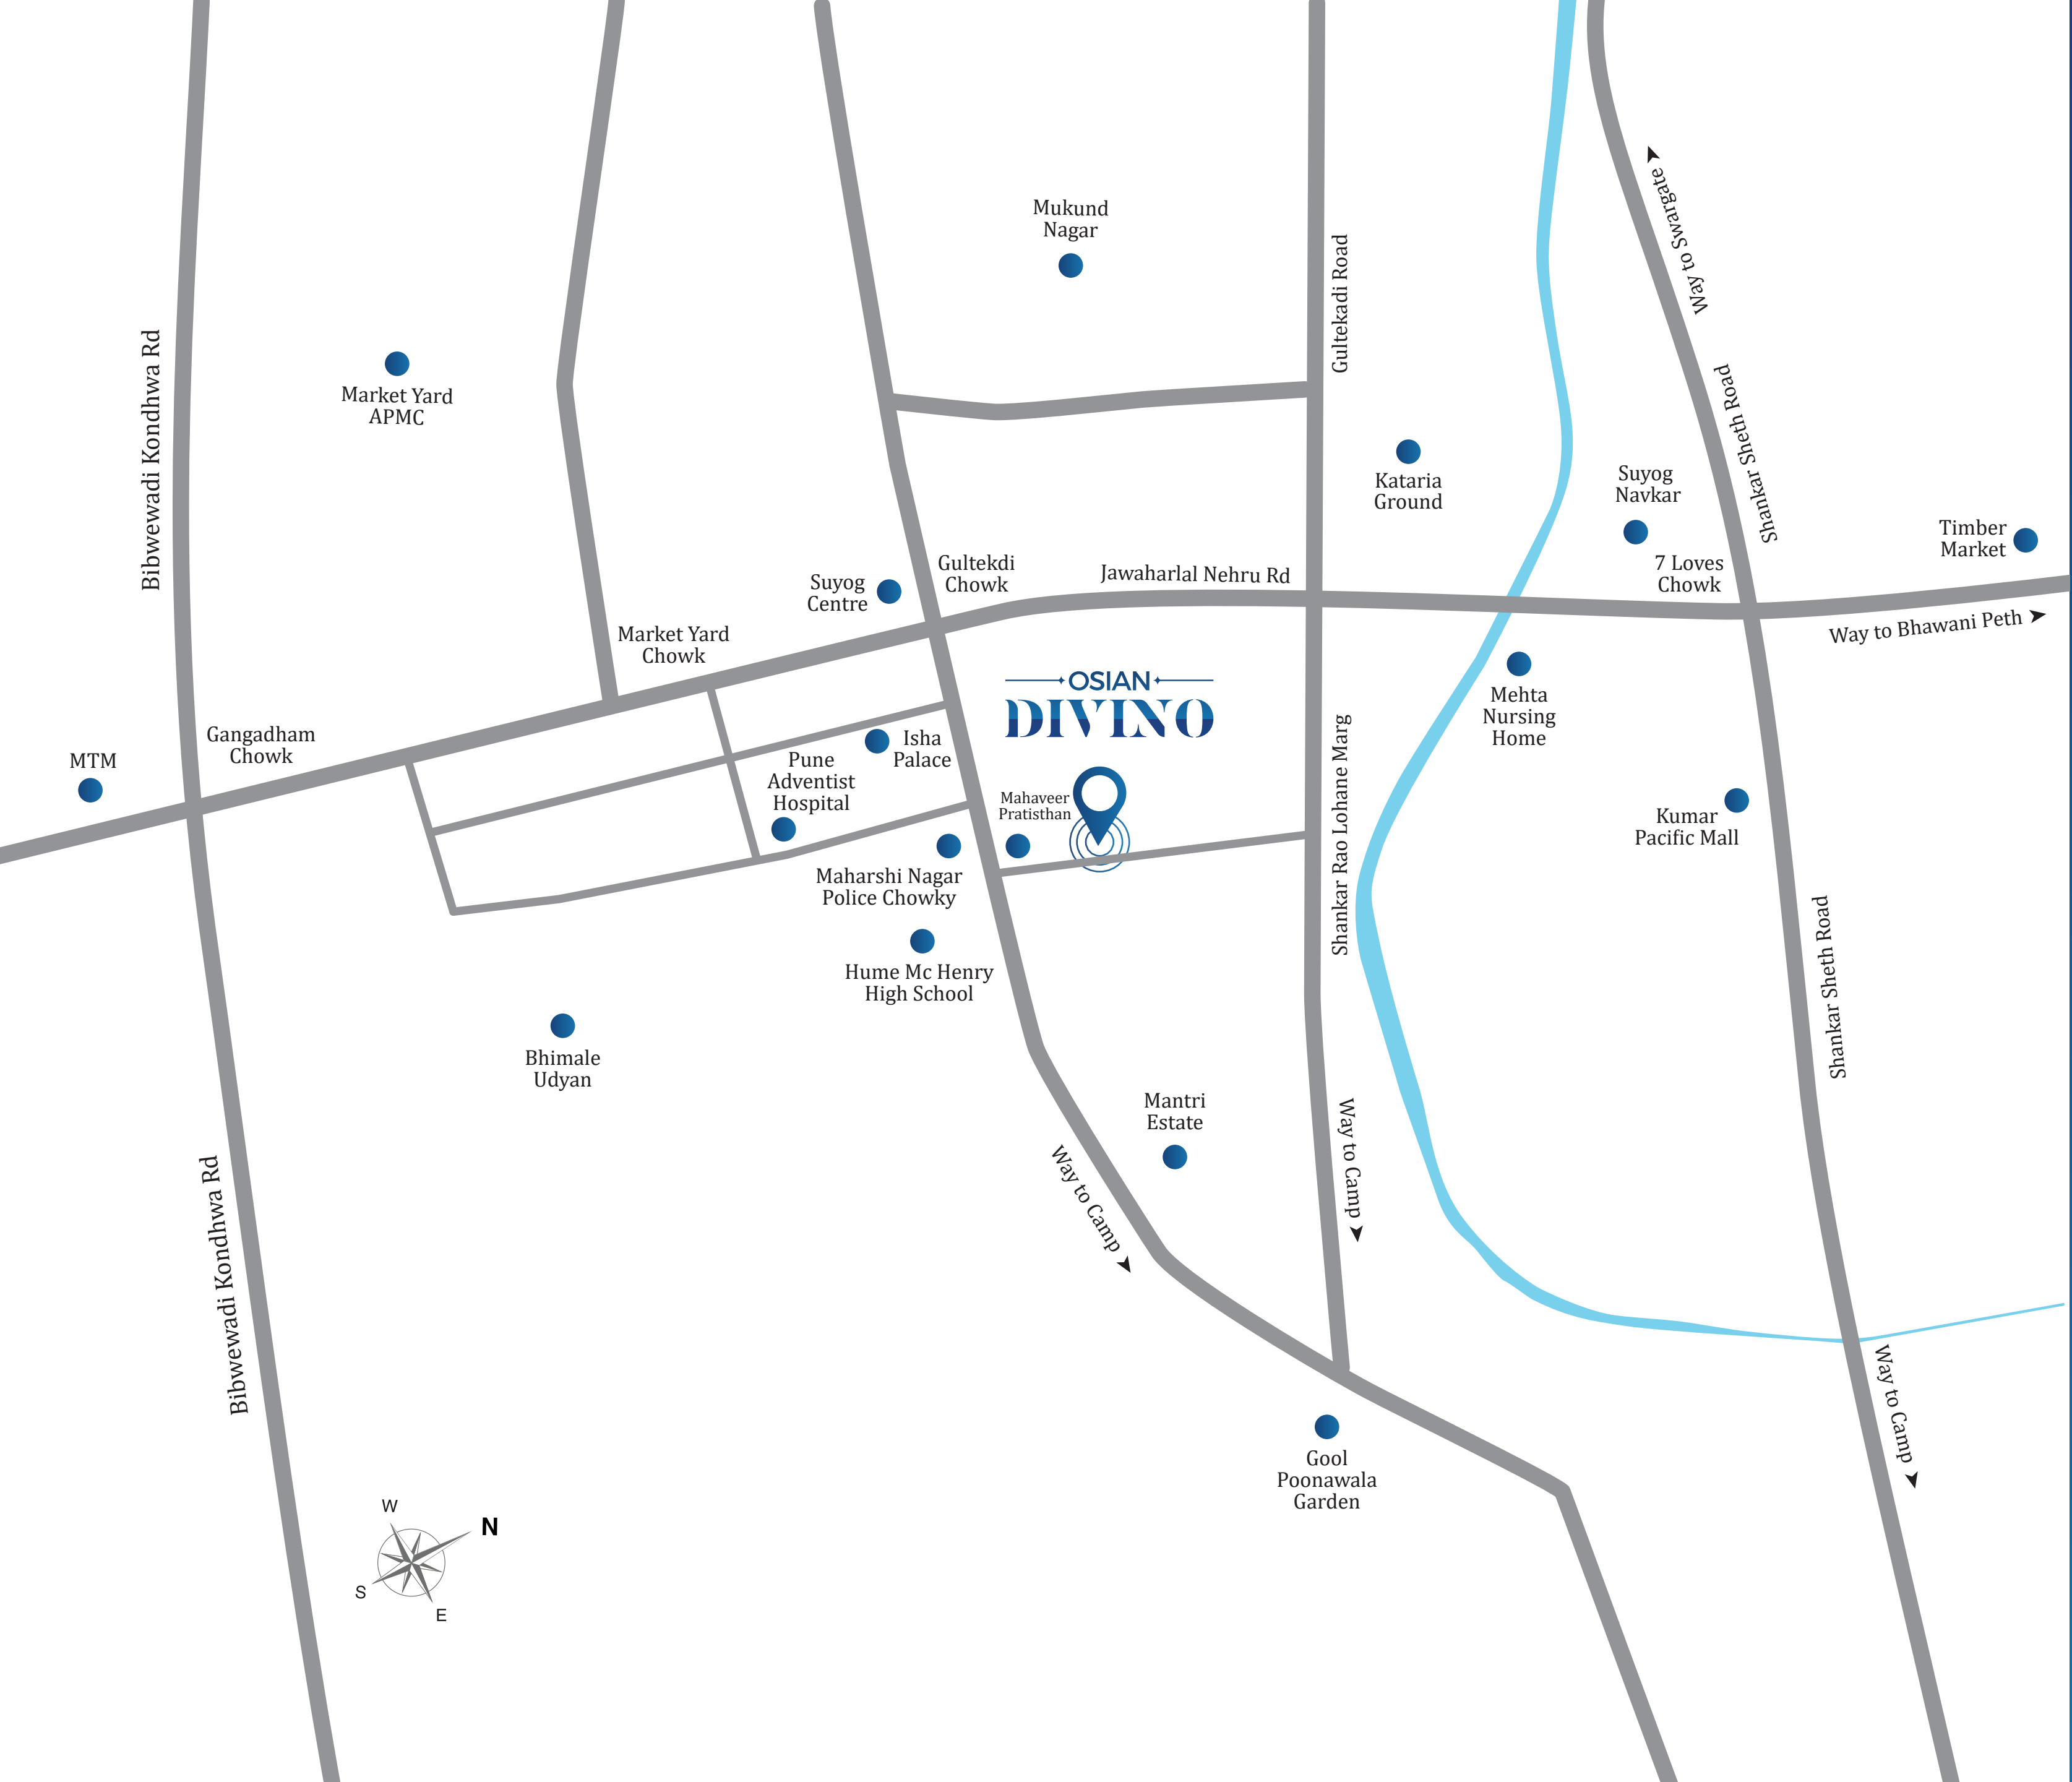 Mukund
Nagar
Gultekadi Road
Way to Swargate
Bibwewadi Kondhwa Rd
Market Yard
APMC
Kataria
Ground
Shankar Sheth Road
Suyog
Navkar
Timber
Market
7 Loves
Chowk
Gultekdi
Chowk
Jawaharlal Nehru Rd
Suyog
Centre
Way to Bhawani Peth
Market Yard
Chowk
OSIAN
DIVINO
Mehta
Nursing
Home
Gangadham
Chowk
MTM
Isha
Palace
Pune
Adventist
Hospital
Mahaveer
Pratisthan
Shankar Rao Lohane Marg
Kumar
Pacific Mall
Maharshi Nagar
Police Chowky
Hume Mc Henry
High School
Shankar Sheth Road
Bhimale
Udyan
Mantri
Estate
Way to Camp
Way to Camp
Bibwewadi Kondhwa Rd
Way to Camp
Gool
Poonawala
Garden
W
N
S
E